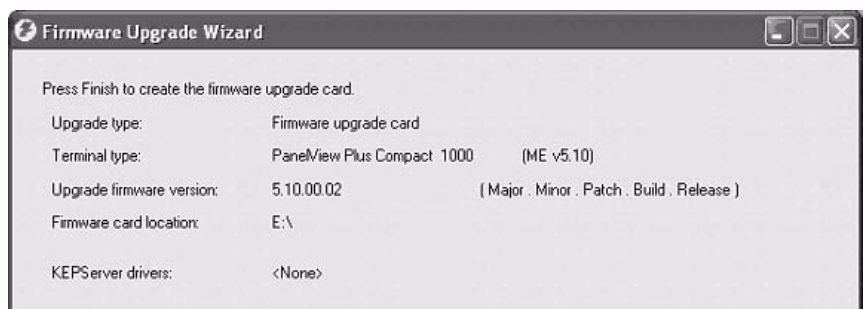 Firmware Upgrade Wizard
Press Finish to create the firmware upgrade card.
Upgrade type: Firmware upgrade card
Terminal type: PanelView Plus Compact 1000 (ME v5.10)
Upgrade firmware version: 5.10.00.02 ( Major . Minor . Patch . Build . Release )
Firmware card location: E:\
KEPServer drivers: <None>